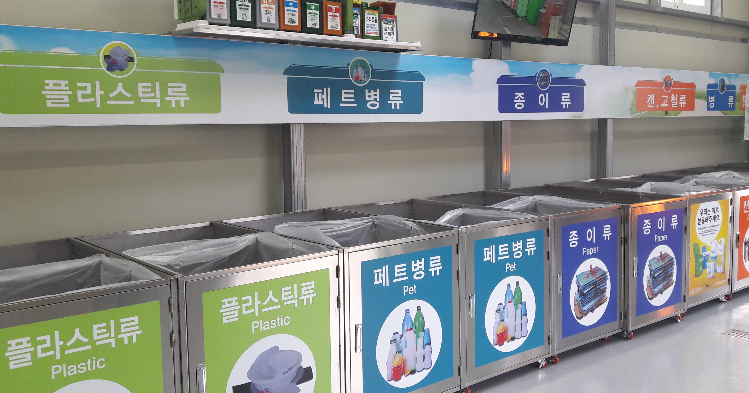 플라스틱류
페트병류
종이류
캔,고철류
병류
플라스틱류
Plastic
플라스틱류
Plastic
페트병류
Pet
페트병류
Pet
종이류
Paper
종이류
Paper